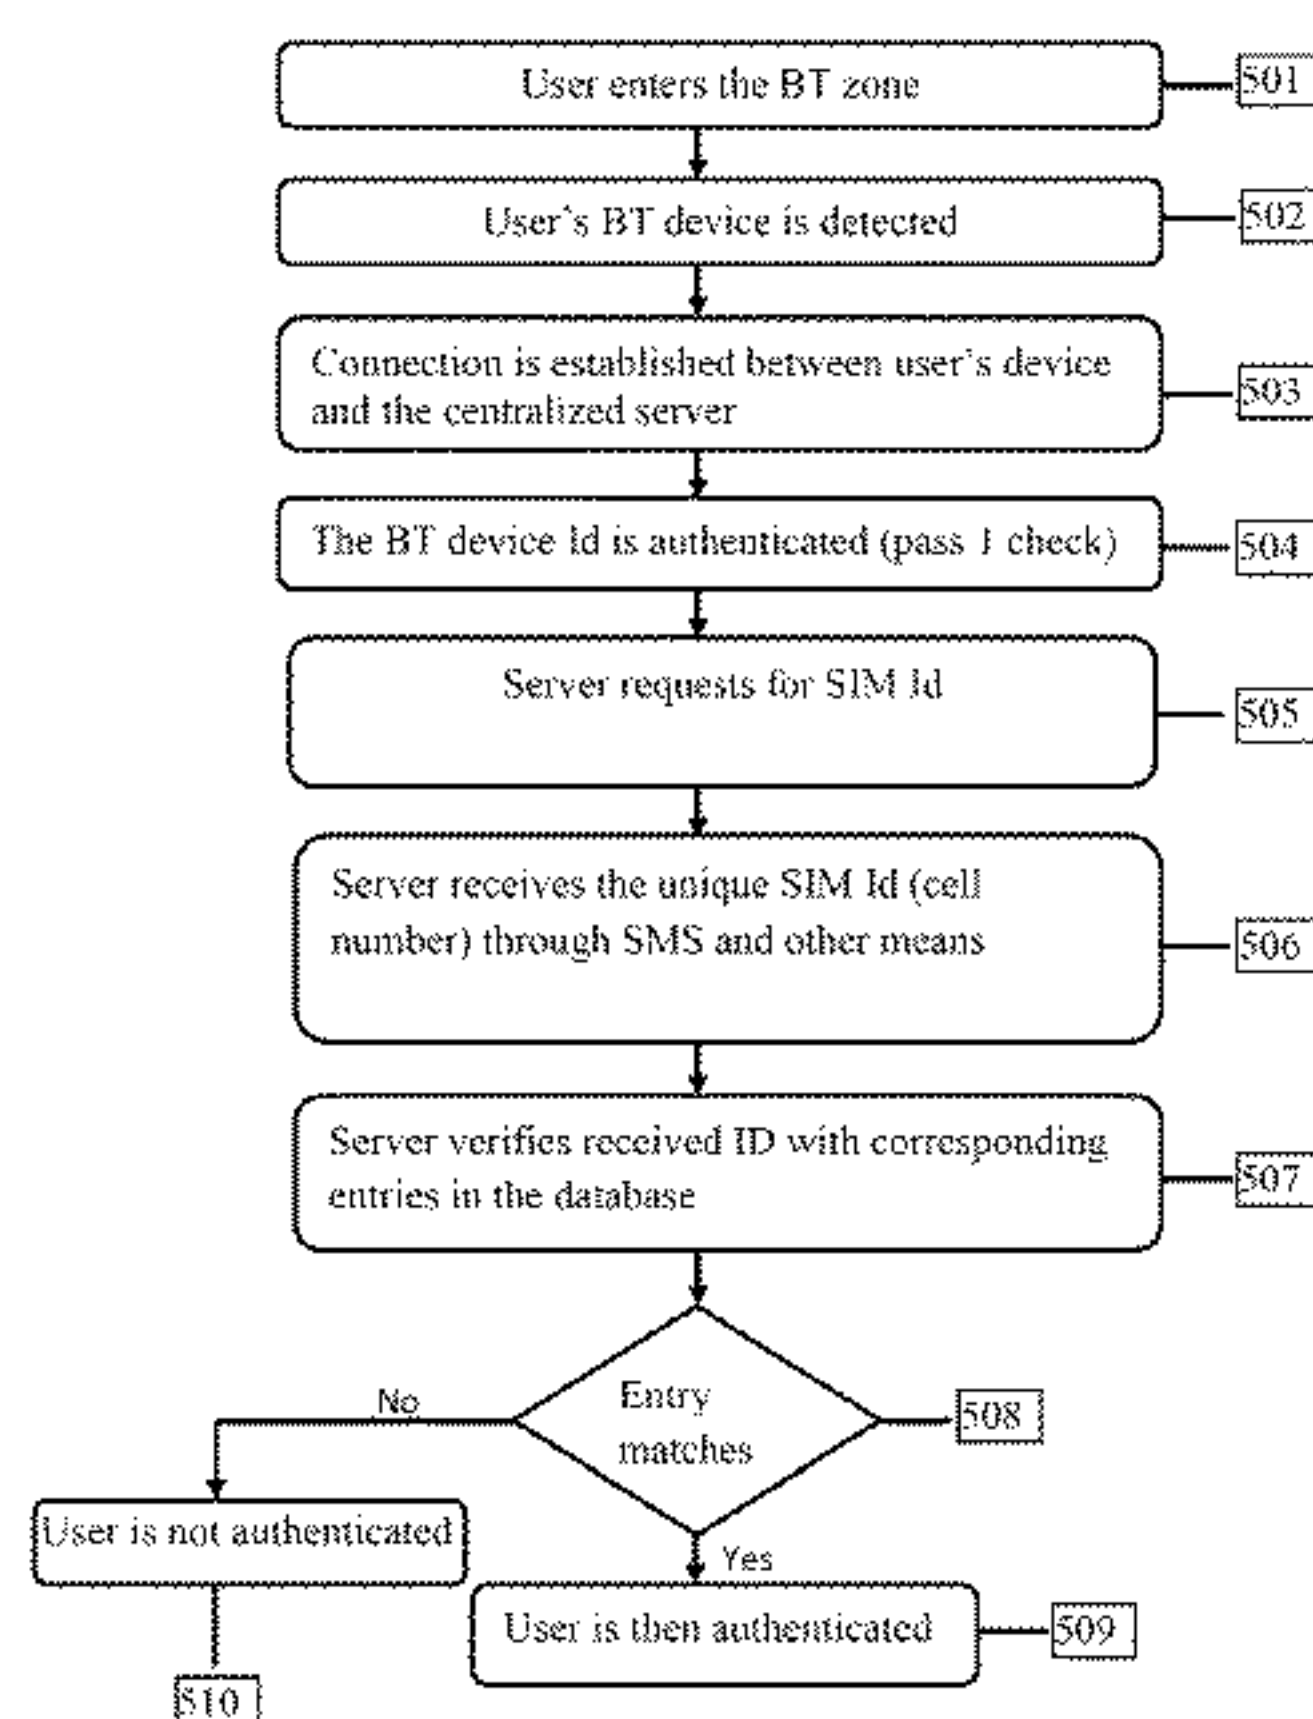 User enters the BT zone
501
User's BT device is detected
502
Connection is established between user's device
and the centralized server
503
The BT device Id is authenticated (pass 1 check)
504
Server requests for SIM Id
505
Server receives the unique SIM Id (cell
number) through SMS and other means
506
Server verifies received ID with corresponding
entries in the database
507
Entry
matches
508
No
User is not authenticated
510
Yes
User is then authenticated
509